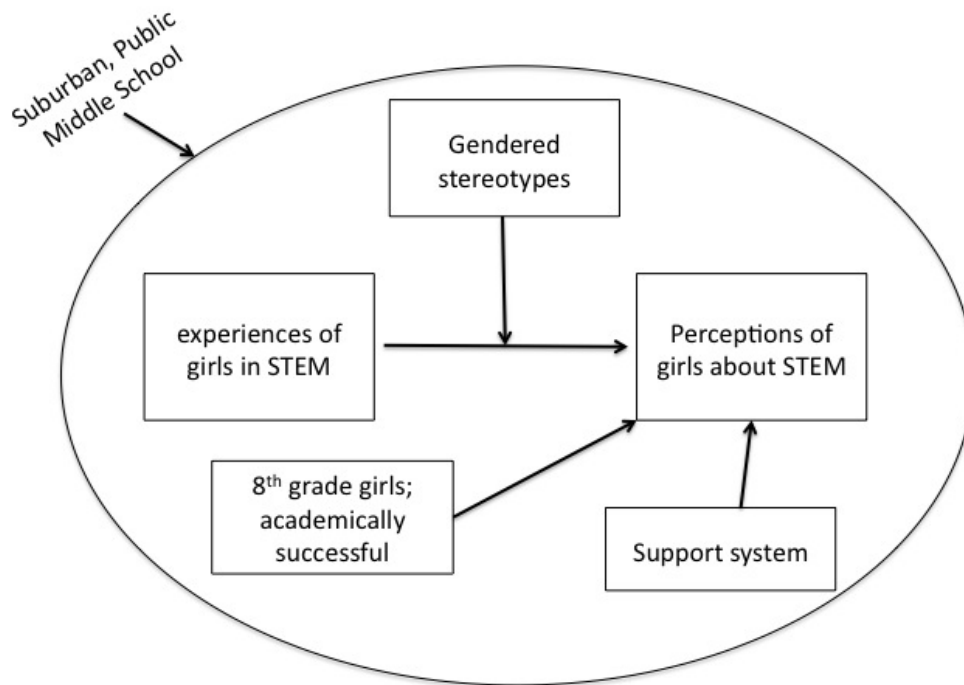 Suburban, Public
Middle School
Gendered
stereotypes
experiences of
girls in STEM
Perceptions of
girls about STEM
8th grade girls;
academically
successful
Support system